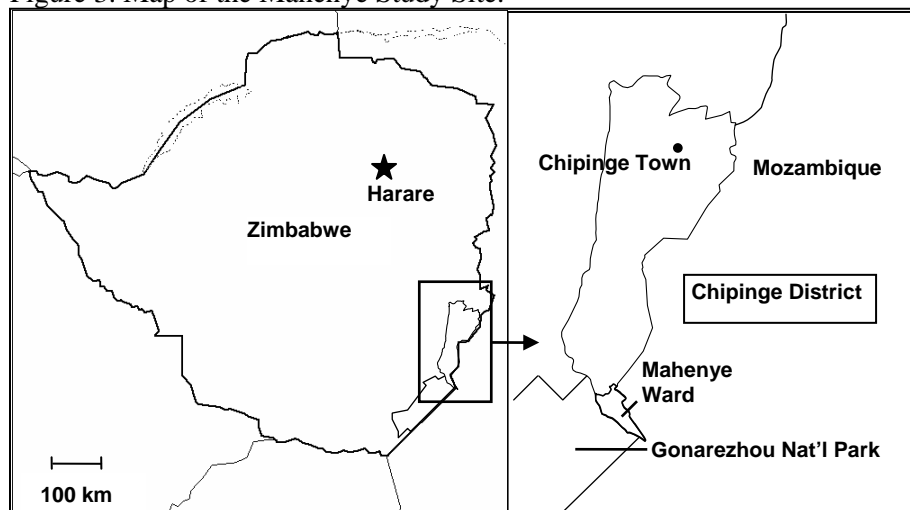 Figure 3. Map of the Mahenye Study Site.
Harare
Zimbabwe
100 km
Chipinge Town
Mozambique
Chipinge District
Mahenye
Ward
Gonarezhou Nat’l Park